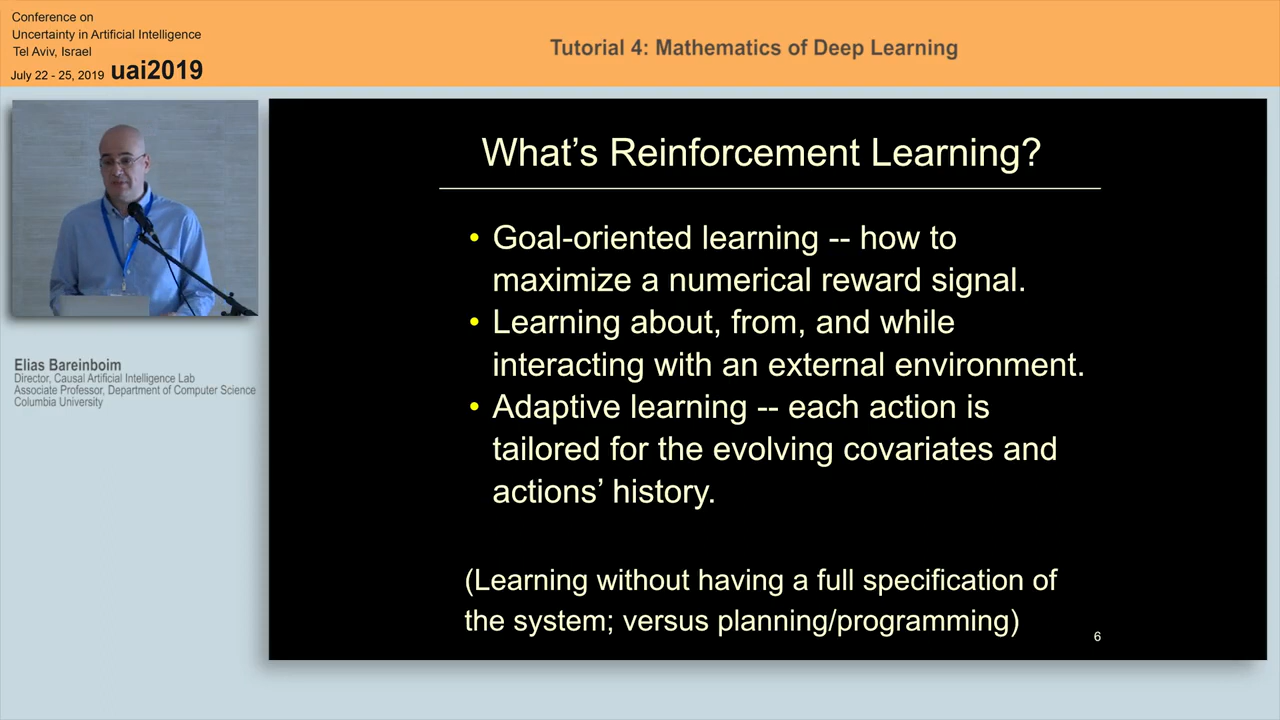 Conference on
Uncertainty in Artificial Intelligence
Tel Aviv, Israel
July 22 - 25, 2019 uai2019
Tutorial 4: Mathematics of Deep Learning
Elias Bareinboim
Director, Causal Artificial Intelligence Lab
Associate Professor, Department of Computer Science
Columbia University
What's Reinforcement Learning?
• Goal-oriented learning -- how to
maximize a numerical reward signal.
• Learning about, from, and while
interacting with an external environment.
• Adaptive learning -- each action is
tailored for the evolving covariates and
actions' history.
(Learning without having a full specification of
the system; versus planning/programming)
6